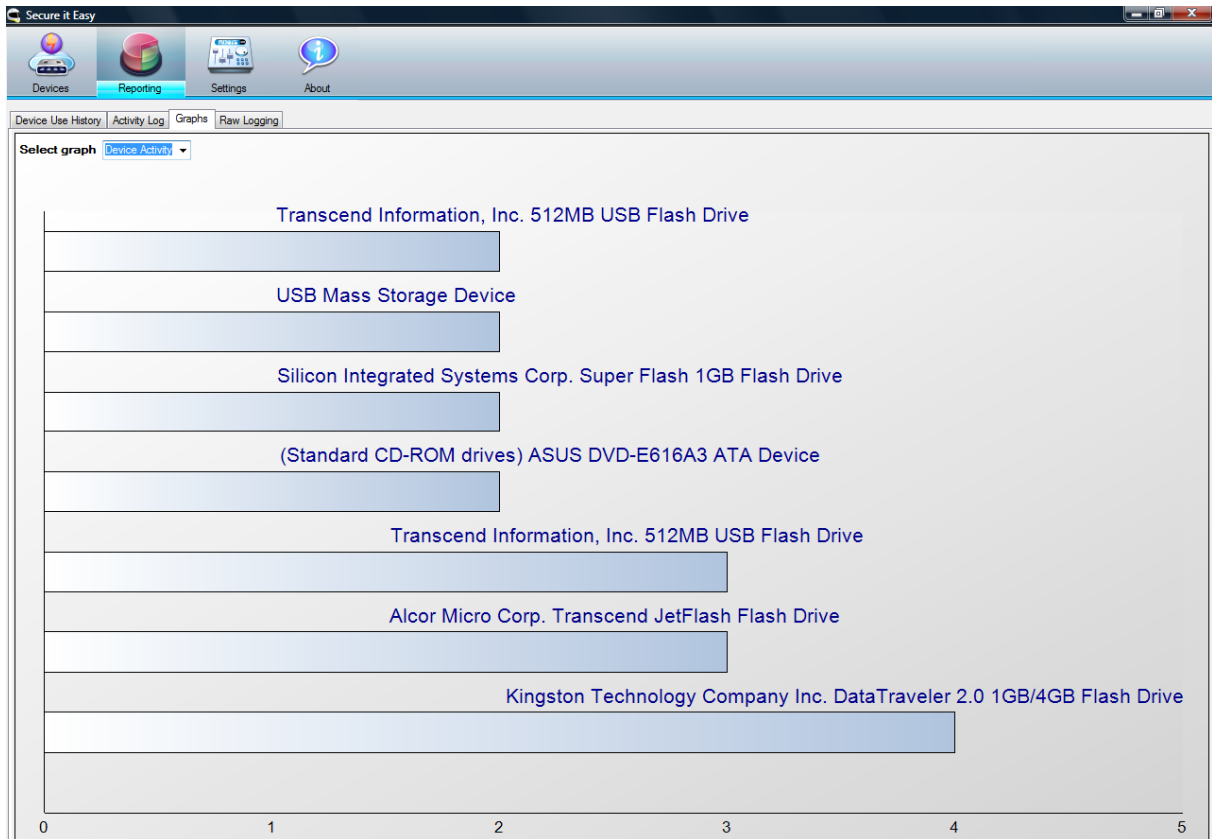 Secure it Easy
Devices Reporting Settings About
Device Use History Activity Log Graphs Raw Logging
Select graph Device Activity
Transcend Information, Inc. 512MB USB Flash Drive
USB Mass Storage Device
Silicon Integrated Systems Corp. Super Flash 1GB Flash Drive
(Standard CD-ROM drives) ASUS DVD-E616A3 ATA Device
Transcend Information, Inc. 512MB USB Flash Drive
Alcor Micro Corp. Transcend JetFlash Flash Drive
Kingston Technology Company Inc. DataTraveler 2.0 1GB/4GB Flash Drive
0 1 2 3 4 5